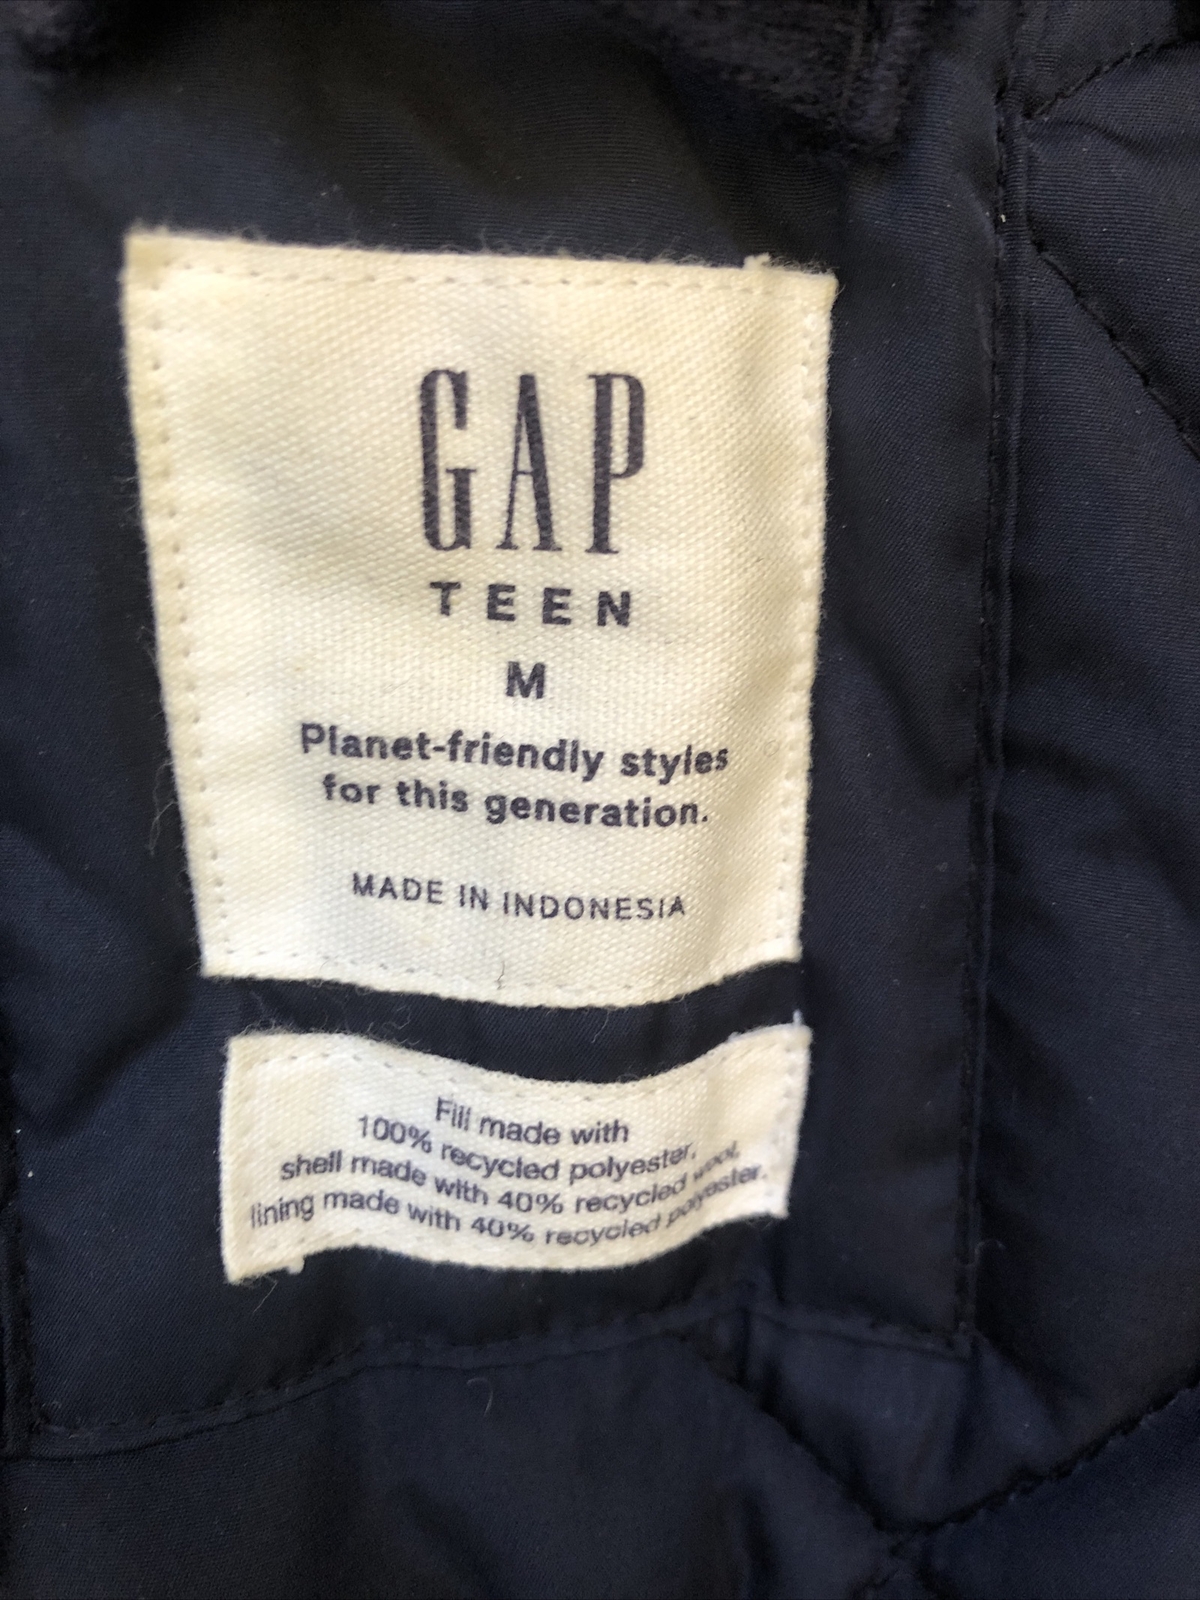 GAP
TEEN
M
Planet-friendly styles
for this generation.
MADE IN INDONESIA
Fill made with
100% recycled polyester,
shell made with 40% recycled wool,
lining made with 40% recycled polyester.